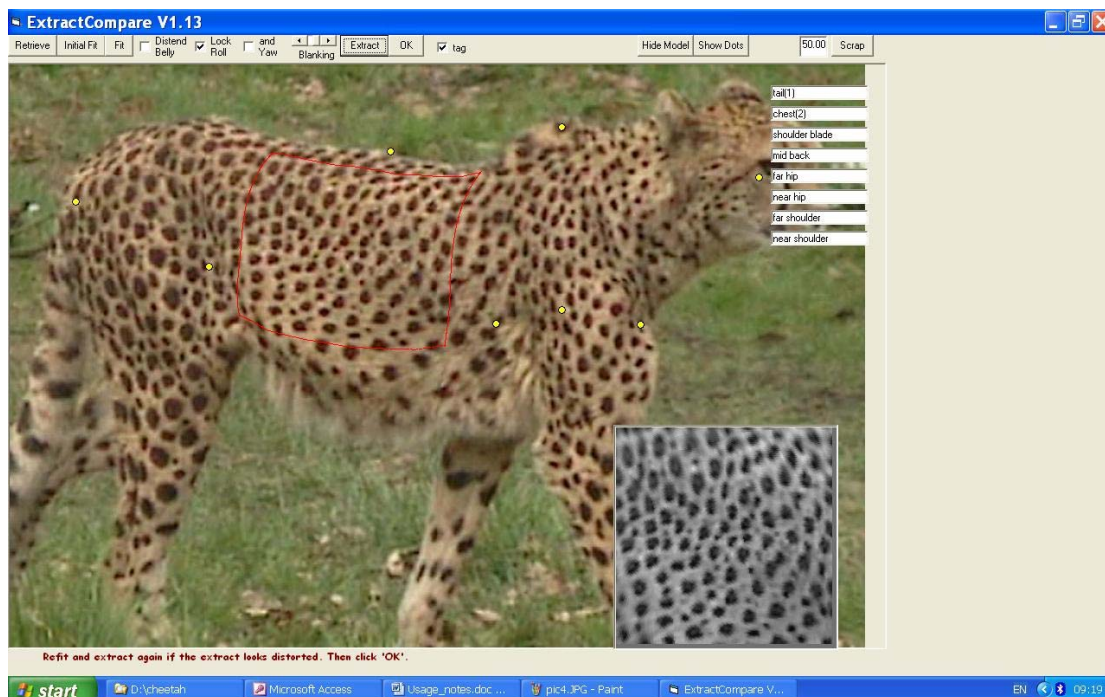 ExtractCompare V1.13
Retrieve Initial Fit Fit Distend Belly Lock Roll and Yaw Blanking Extract OK tag Hide Model Show Dots 50.00 Scrap
tail(1)
chest(2)
shoulder blade
mid back
far hip
near hip
far shoulder
near shoulder
Refit and extract again if the extract looks distorted. Then click 'OK'.
start D:\cheetah Microsoft Access Usage_notes.doc ... pic4.JPG - Paint ExtractCompare V... EN 09:19